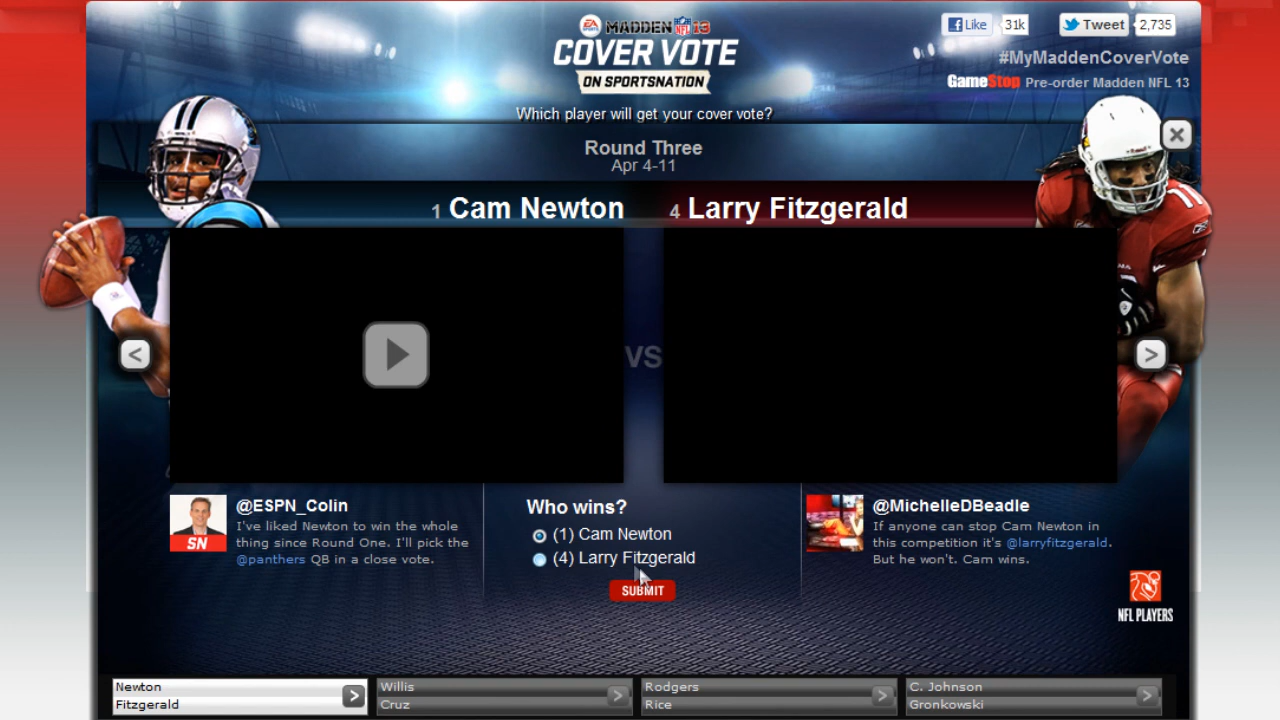 EA SPORTS MADDEN NFL 13
COVER VOTE
ON SPORTSNATION
Like 31k
Tweet 2,735
#MyMaddenCoverVote
GameStop Pre-order Madden NFL 13
Which player will get your cover vote?
Round Three
Apr 4-11
1 Cam Newton
4 Larry Fitzgerald
11
<
VS
>
@ESPN_Colin
I've liked Newton to win the whole
thing since Round One. I'll pick the
@panthers QB in a close vote.
SN
Who wins?
(1) Cam Newton
(4) Larry Fitzgerald
SUBMIT
@MichelleDBeadle
If anyone can stop Cam Newton in
this competition it's @larryfitzgerald.
But he won't. Cam wins.
NFL PLAYERS
Newton
Fitzgerald
>
Willis
Cruz
>
Rodgers
Rice
>
C. Johnson
Gronkowski
>